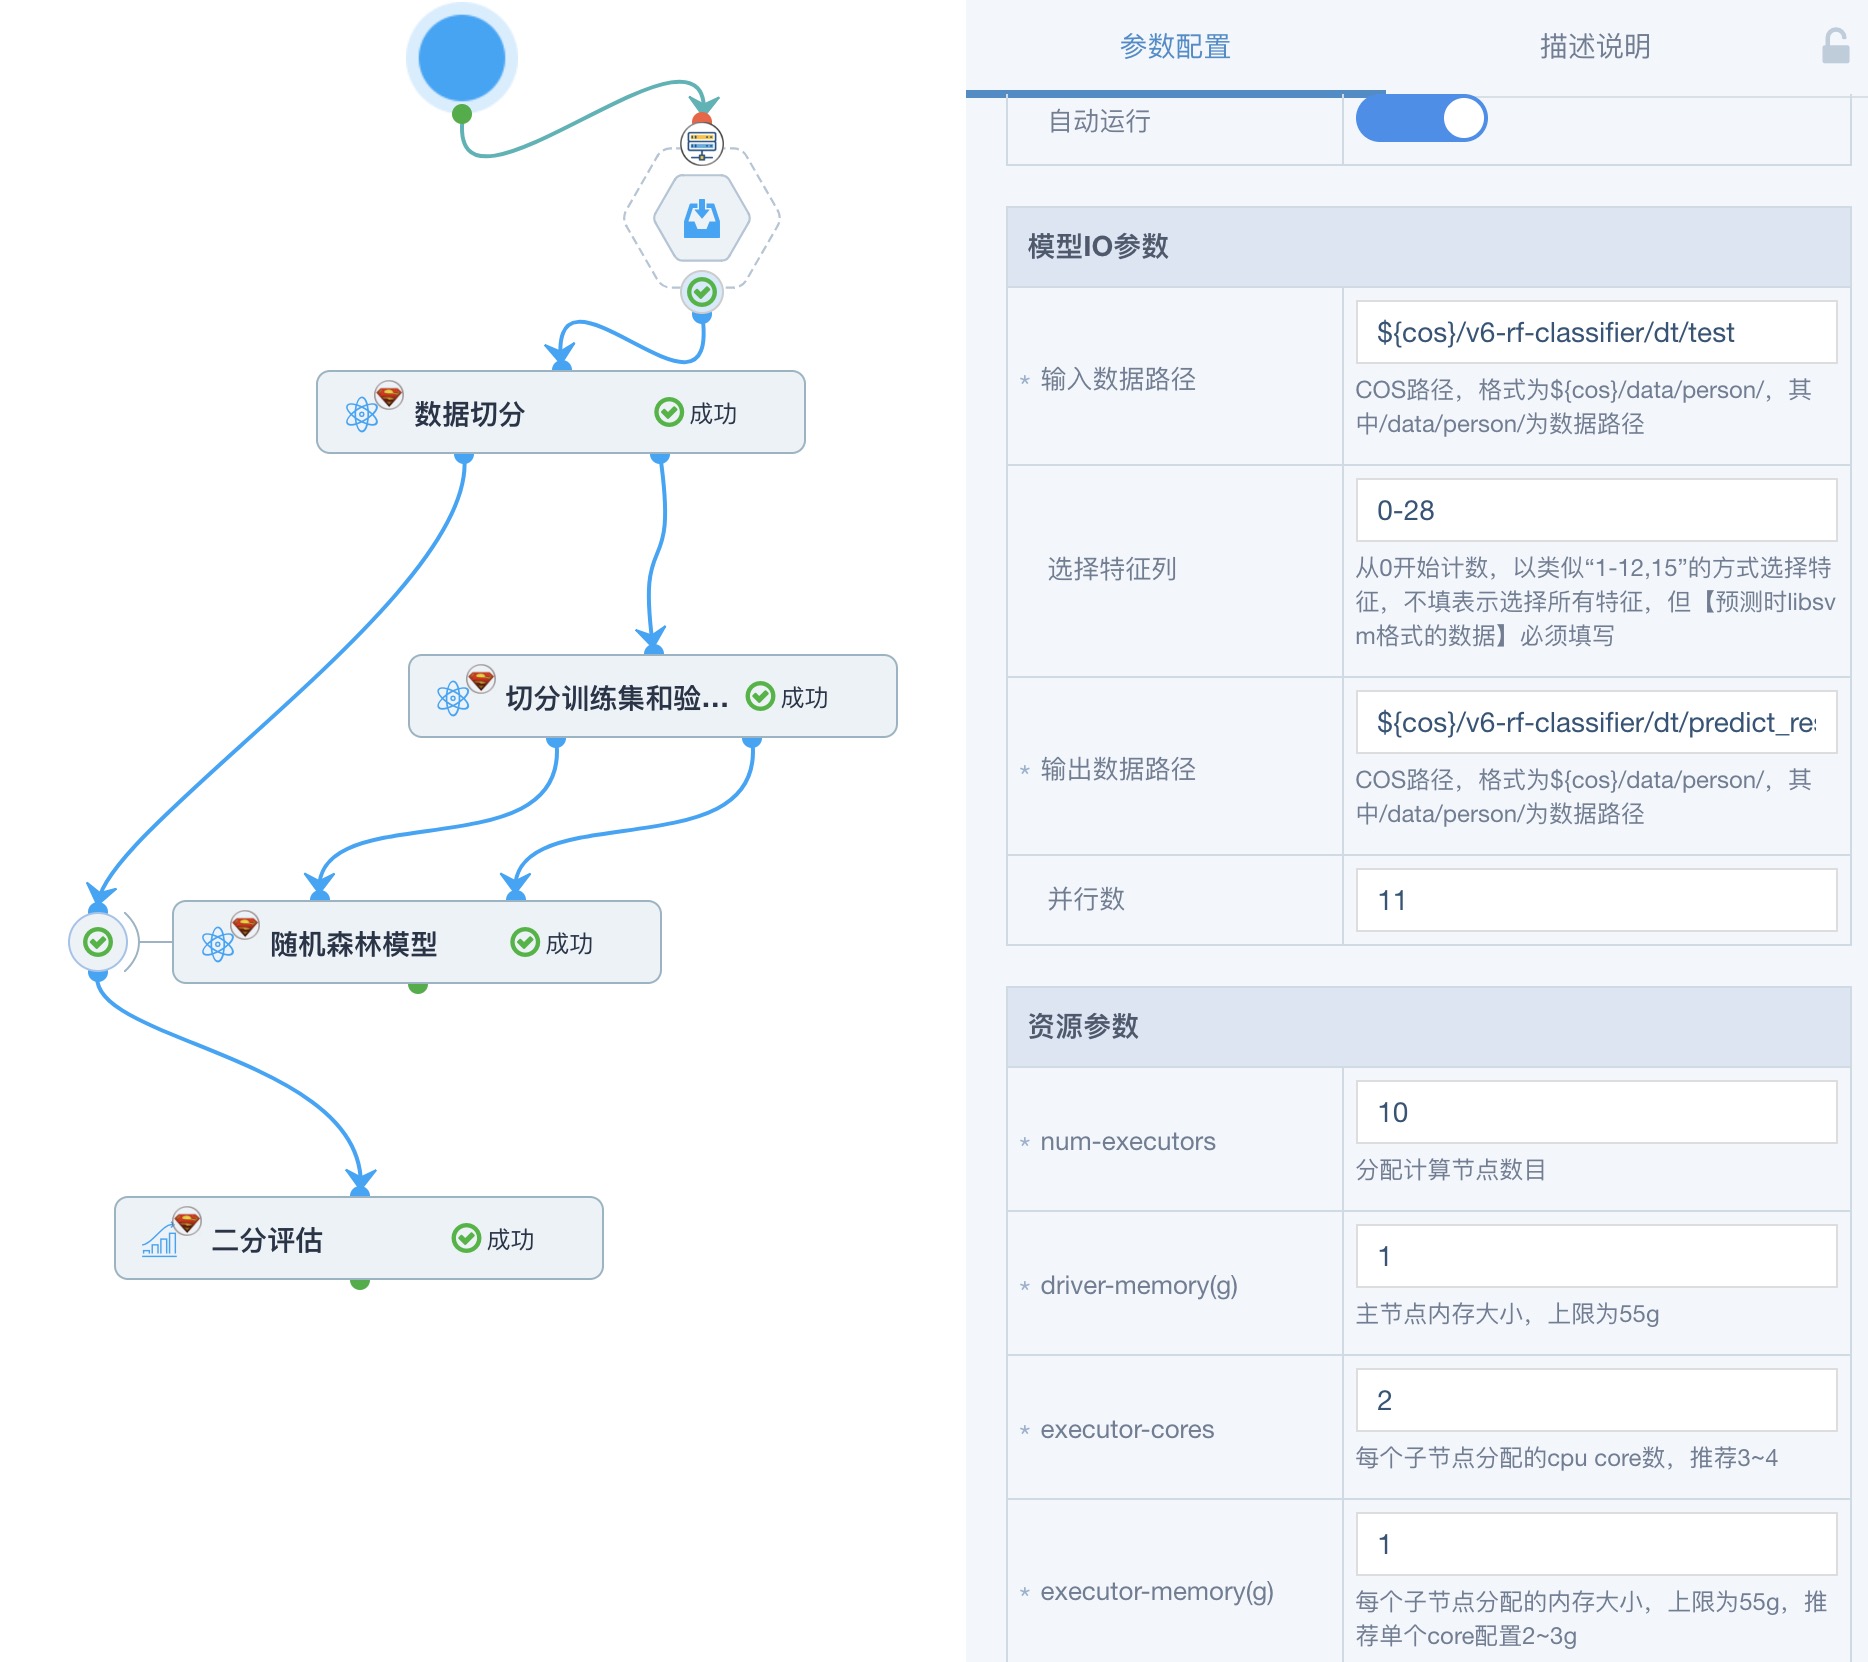 数据切分
成功
切分训练集和验...
成功
随机森林模型
成功
二分评估
成功
参数配置
描述说明
自动运行
模型IO参数
* 输入数据路径
${cos}/v6-rf-classifier/dt/test
COS路径，格式为${cos}/data/person/，其
中/data/person/为数据路径
选择特征列
0-28
从0开始计数，以类似“1-12,15”的方式选择特
征，不填表示选择所有特征，但【预测时libsv
m格式的数据】必须填写
* 输出数据路径
${cos}/v6-rf-classifier/dt/predict_res
COS路径，格式为${cos}/data/person/，其
中/data/person/为数据路径
并行数
11
资源参数
* num-executors
10
分配计算节点数目
* driver-memory(g)
1
主节点内存大小，上限为55g
* executor-cores
2
每个子节点分配的cpu core数，推荐3~4
* executor-memory(g)
1
每个子节点分配的内存大小，上限为55g，推
荐单个core配置2~3g